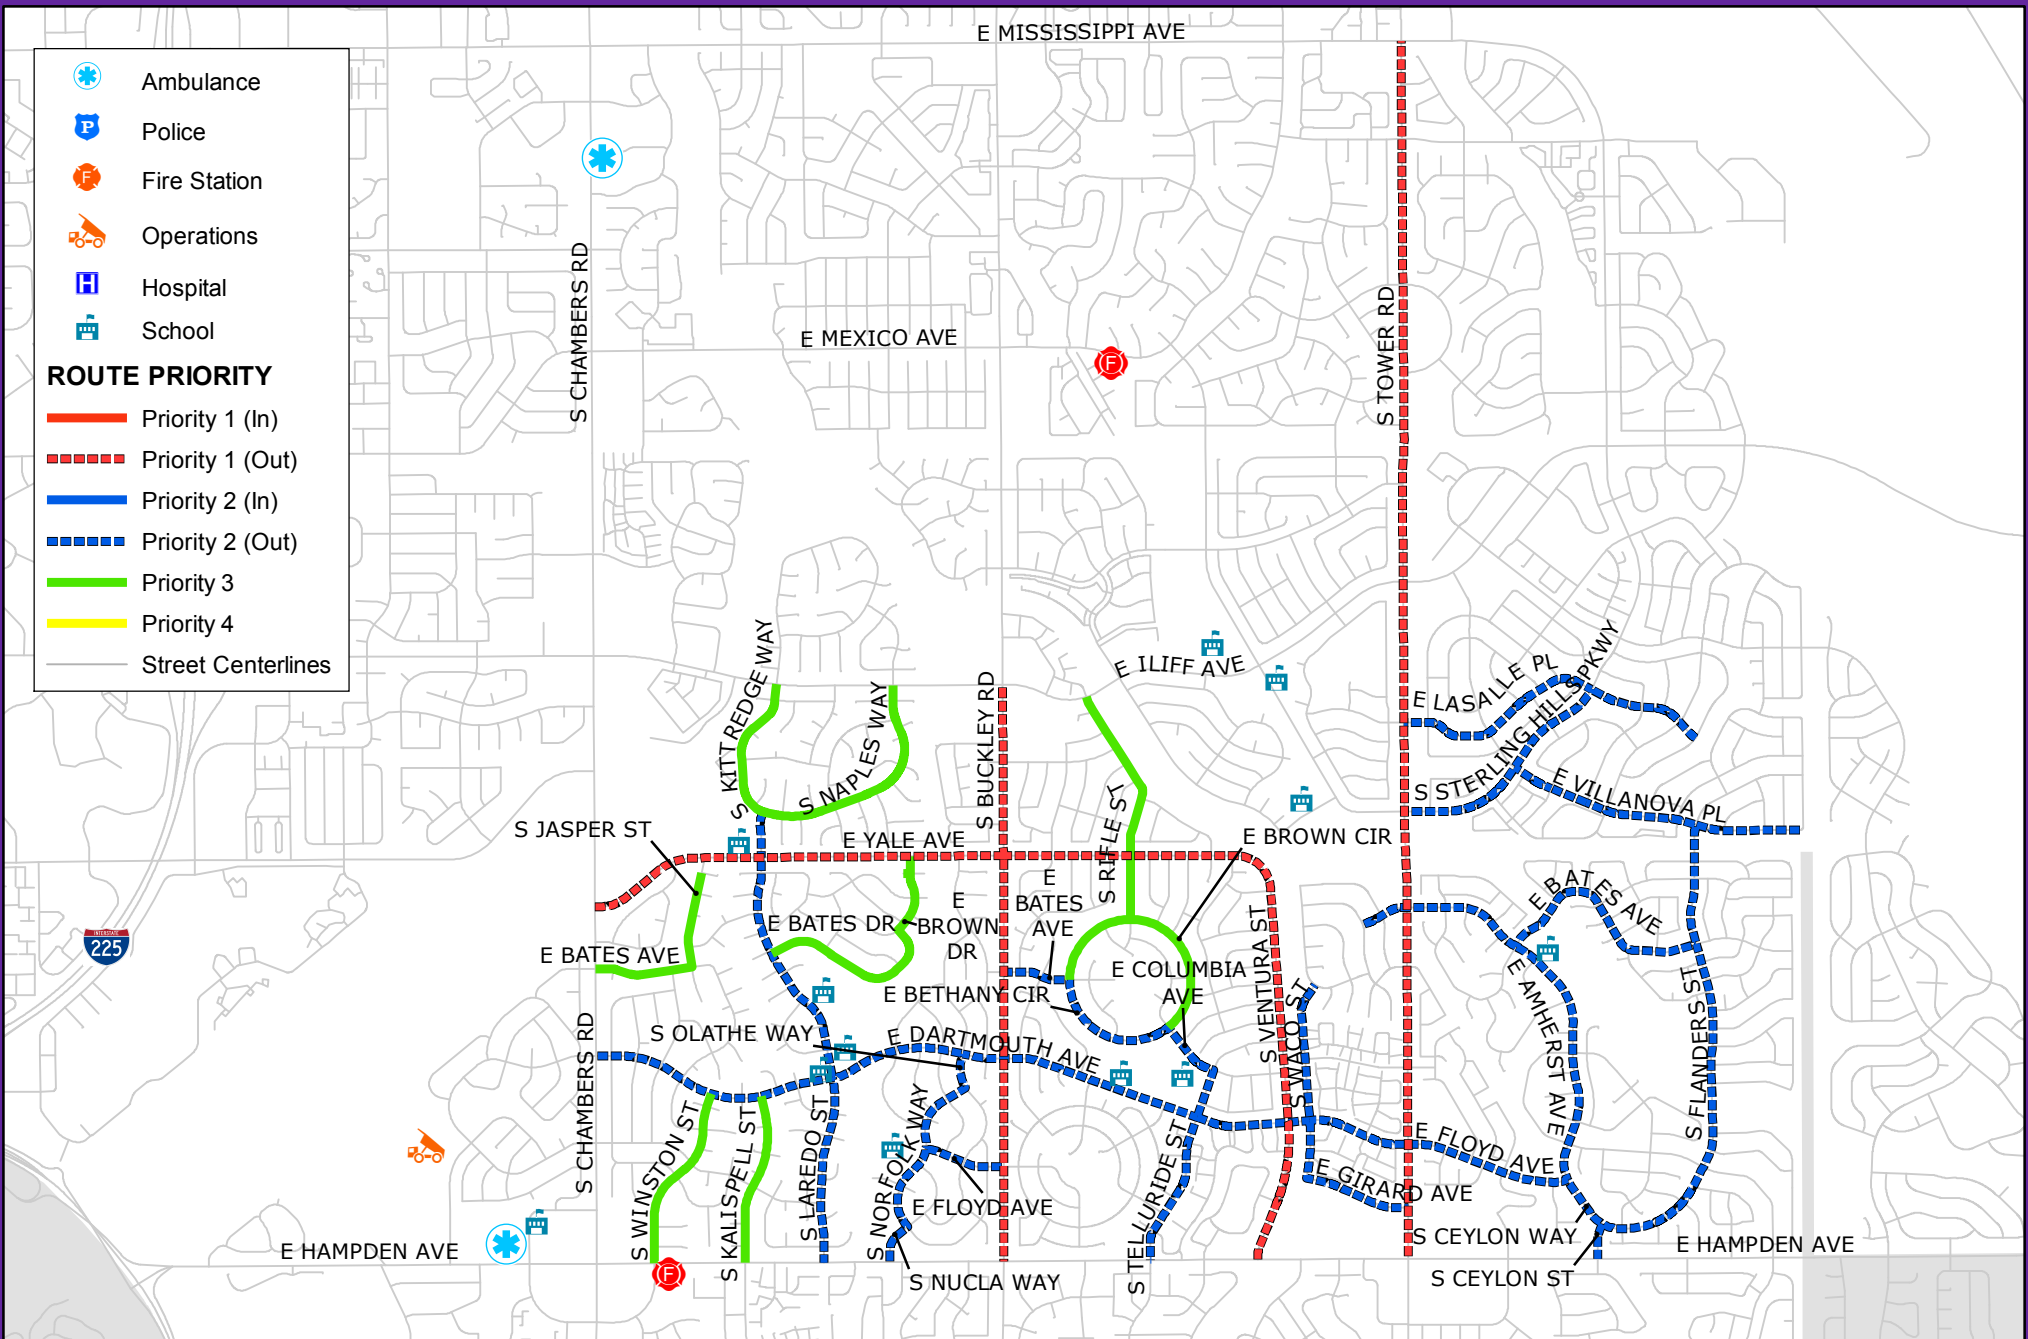 E MISSISSIPPI AVE
Ambulance
P
Police
F
Fire Station
Operations
H
Hospital
School
ROUTE PRIORITY
Priority 1 (In)
Priority 1 (Out)
Priority 2 (In)
Priority 2 (Out)
Priority 3
Priority 4
Street Centerlines
S CHAMBERS RD
E MEXICO AVE
F
S TOWER RD
S KITTREDGE WAY
S NAPLES WAY
S BUCKLEY RD
E ILIFF AVE
E LASALLE PL
S STERLING HILLS PKWY
E VILLANOVA PL
S JASPER ST
E YALE AVE
S RIFLE ST
E BROWN CIR
E BATES AVE
E BATES DR
E
BROWN
DR
E
BATES
AVE
E BATES AVE
INTERSTATE
225
E COLUMBIA
AVE
E BETHANY CIR
S VENTURA ST
S WACO ST
E AMHERST AVE
S FLANDERS ST
S OLATHE WAY
E DARTMOUTH AVE
S CHAMBERS RD
S WINSTON ST
S KALISPELL ST
S LAREDO ST
S NORFOLK WAY
E FLOYD AVE
S TELLURIDE ST
E FLOYD AVE
E GIRARD AVE
S CEYLON WAY
E HAMPDEN AVE
E HAMPDEN AVE
F
S NUCLA WAY
S CEYLON ST